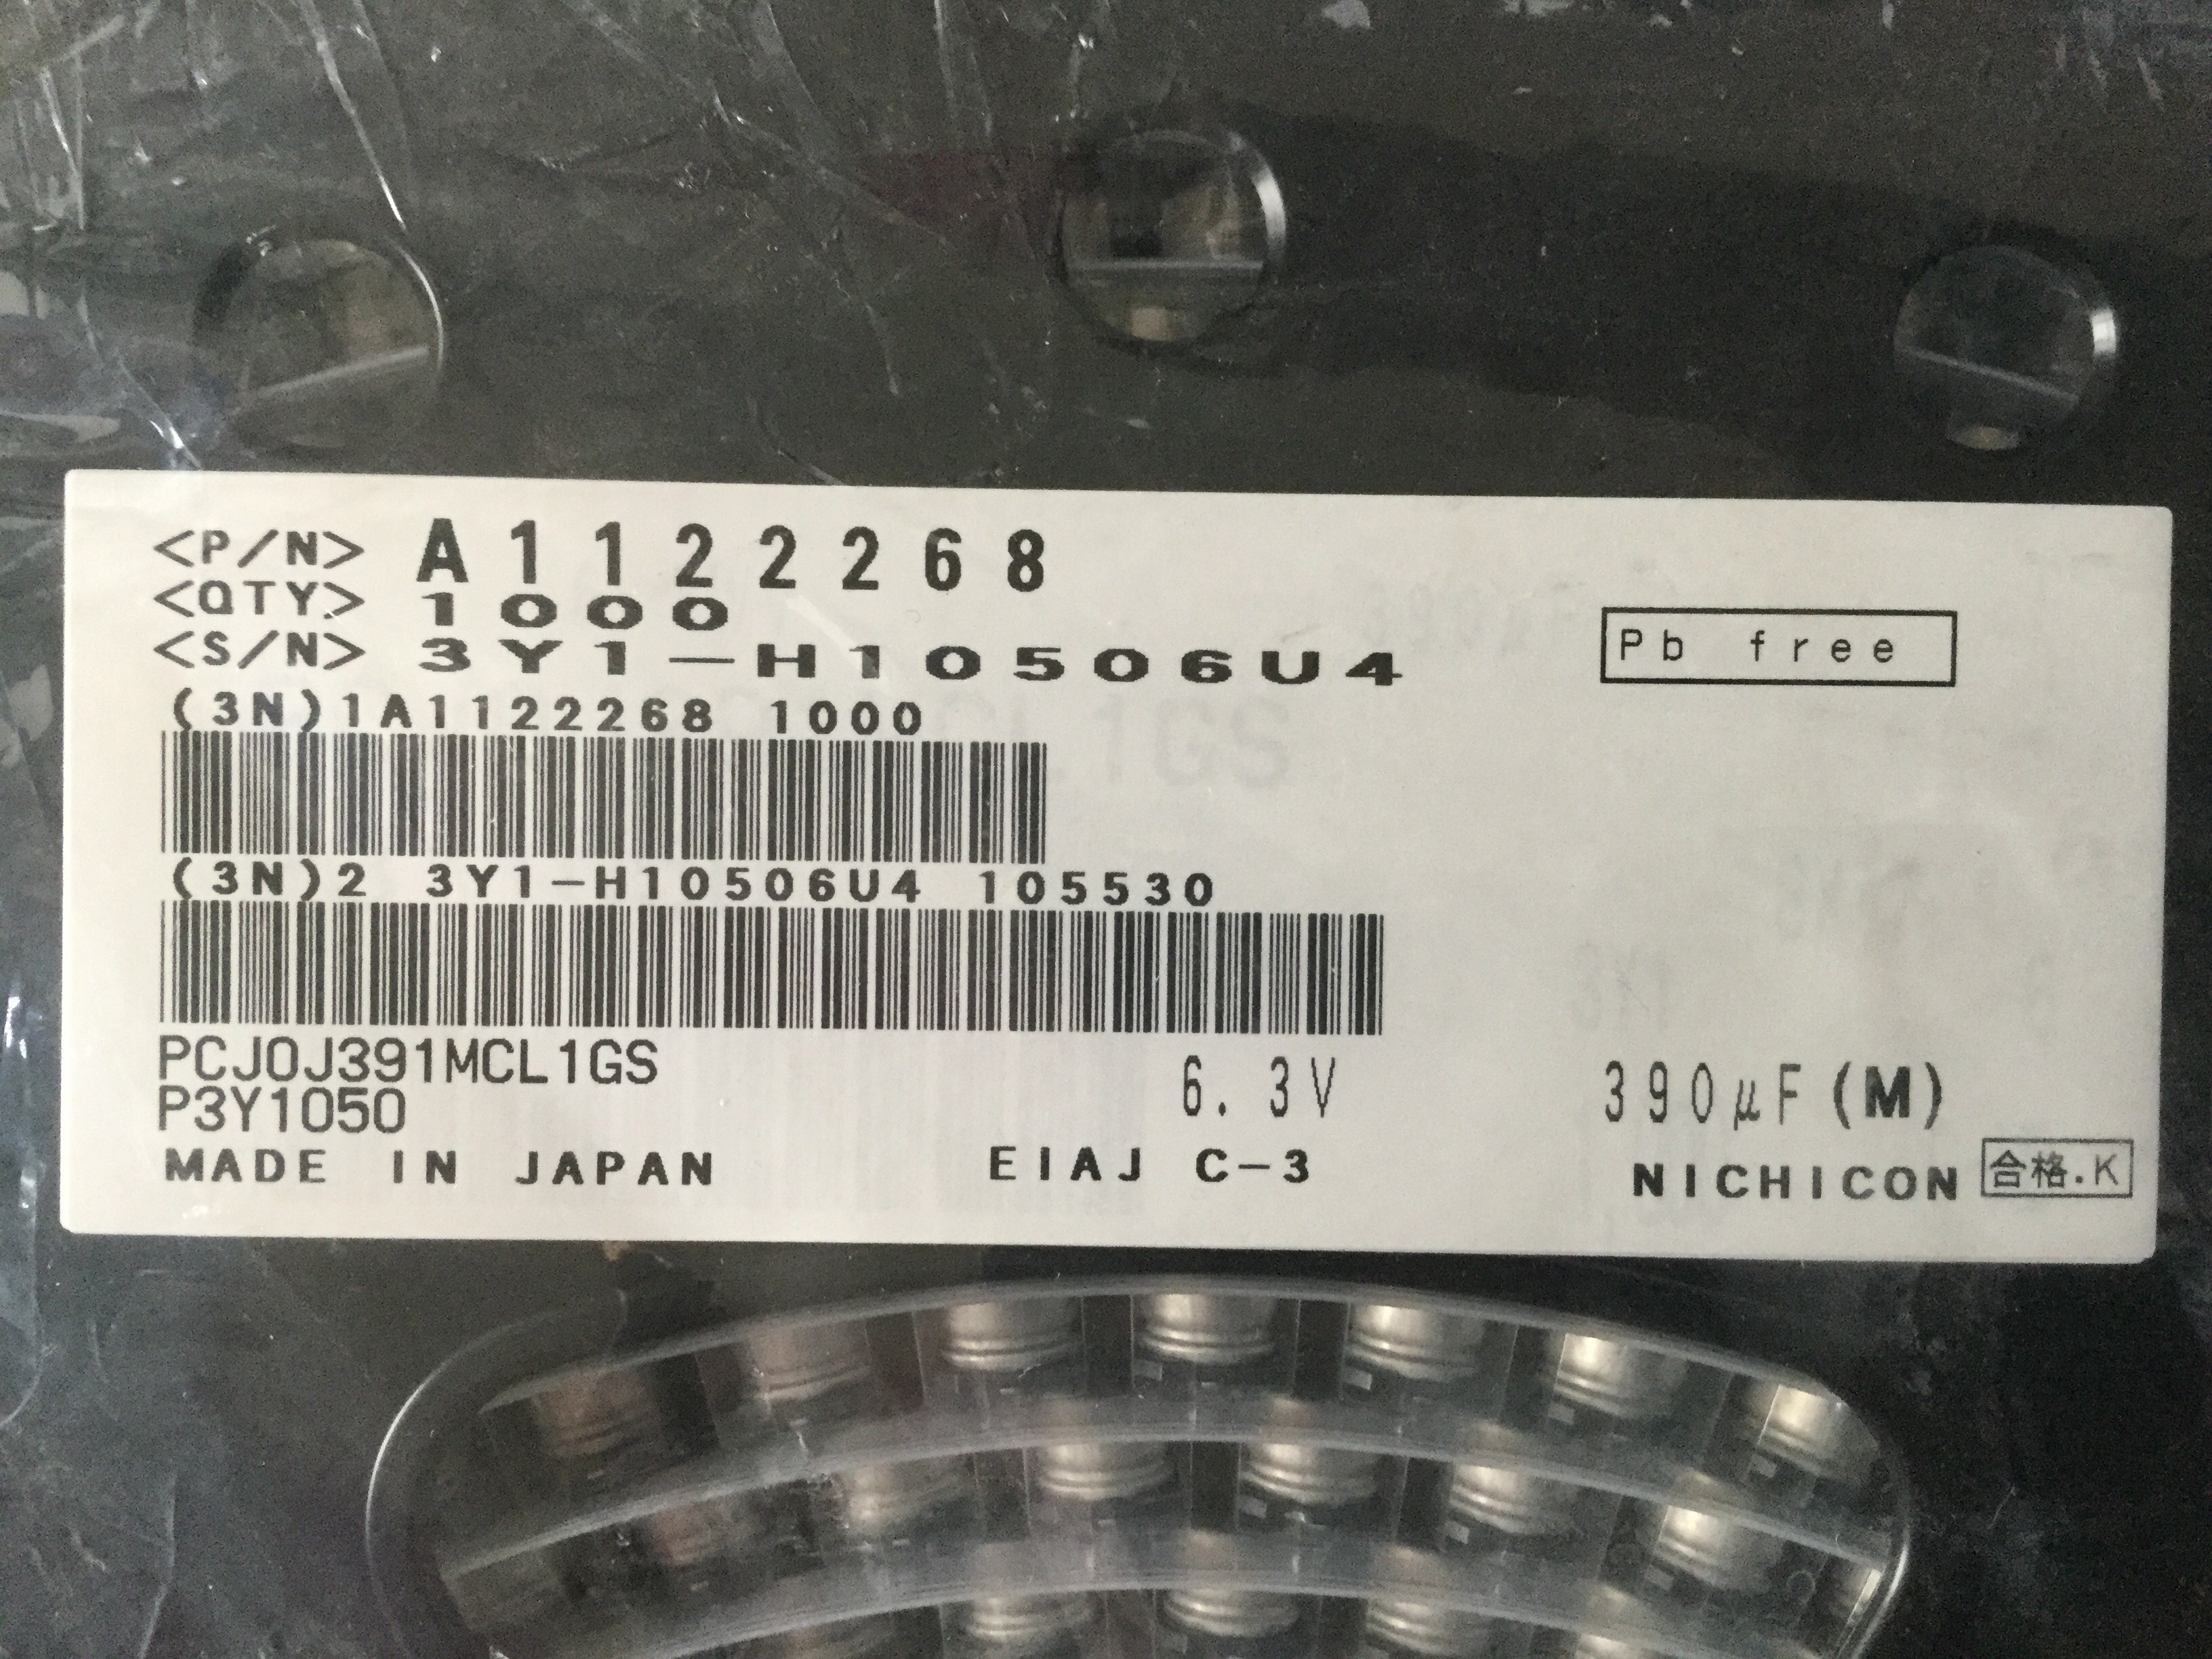 <P/N> A1122268
<QTY> 1000
<S/N> 3Y1-H10506U4
Pb free
(3N)1A1122268 1000
(3N)2 3Y1-H10506U4 105530
PCJ0J391MCL1GS 6.3V 390μF(M)
P3Y1050
MADE IN JAPAN EIAJ C-3 NICHICON 合格.K